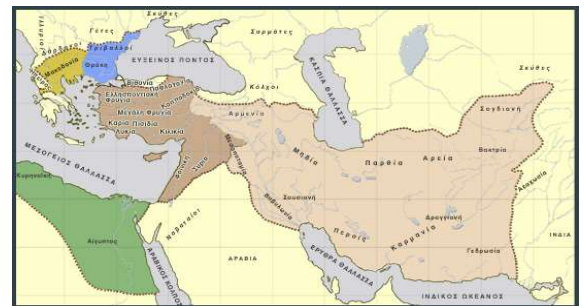 Σκύθες
Γέτες
Σαρμάτες
Τριβαλοί
Μακεδονία
Θράκη
ΕΥΞΕΙΝΟΣ ΠΟΝΤΟΣ
Κόλχοι
ΚΑΣΠΙΑ ΘΑΛΑΣΣΑ
Σκύθες
Βιθυνία
Παφλαγονία
Ελλησποντιακή
Φρυγία
Καππαδοκία
Μεγάλη Φρυγία
Καρία
Πισιδία
Λυκία
Κιλικία
Αρμενία
Σογδιανή
Βακτρία
Μηδία
Παρθία
Αρεία
Μεσοποταμία
ΜΕΣΟΓΕΙΟΣ ΘΑΛΑΣΣΑ
Φοινίκη
Συρία
Κυρηναϊκή
Σουσιανή
Βαβυλωνία
Αραχωσία
Δραγγιανή
Ναβαταίοι
Περσίς
Καρμανία
Γεδρωσία
ΙΝΔΙΑ
Αίγυπτος
ΑΡΑΒΙΑ
ΑΡΑΒΙΚΟΣ ΚΟΛΠΟΣ
ΕΡΥΘΡΑ ΘΑΛΑΣΣΑ
ΙΝΔΙΚΟΣ ΩΚΕΑΝΟΣ